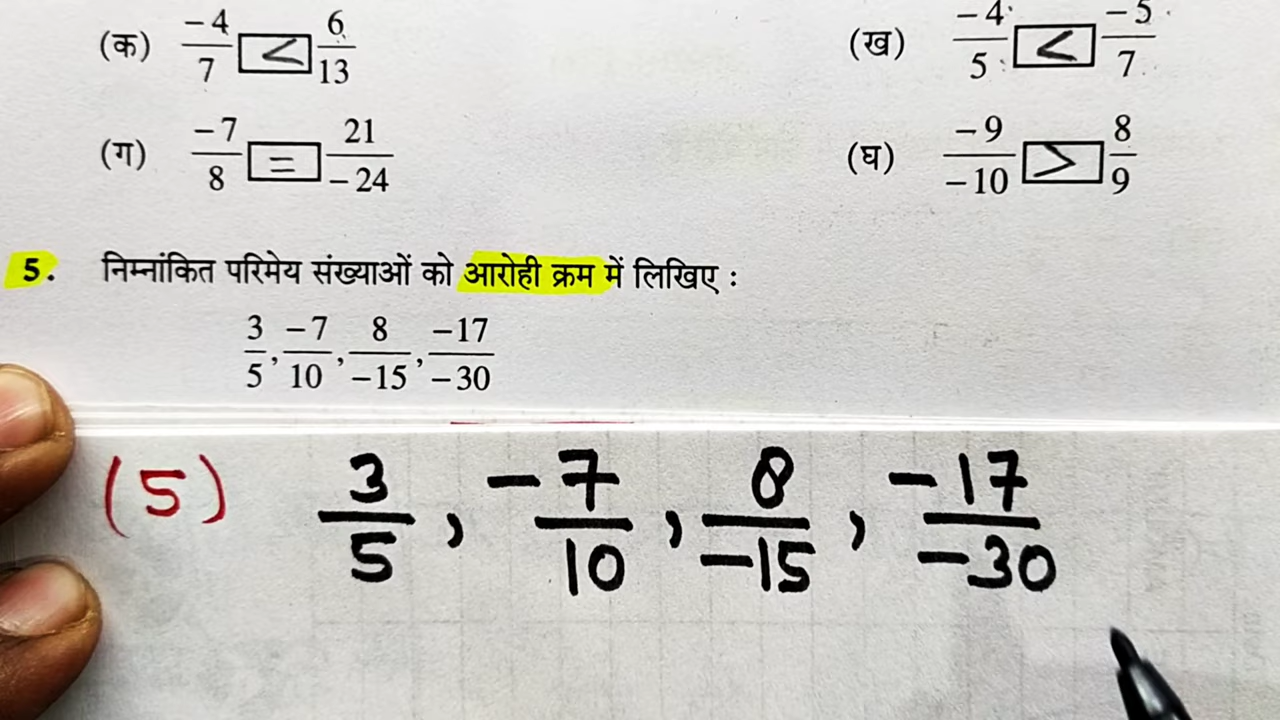 (क) -4/7 < 6/13 (ख) -4/5 < -5/7
(ग) -7/8 = 21/-24 (घ) -9/-10 > 8/9
5. निम्नांकित परिमेय संख्याओं को आरोही क्रम में लिखिए :
3/5, -7/10, 8/-15, -17/-30
(5) 3/5, -7/10, 8/-15, -17/-30